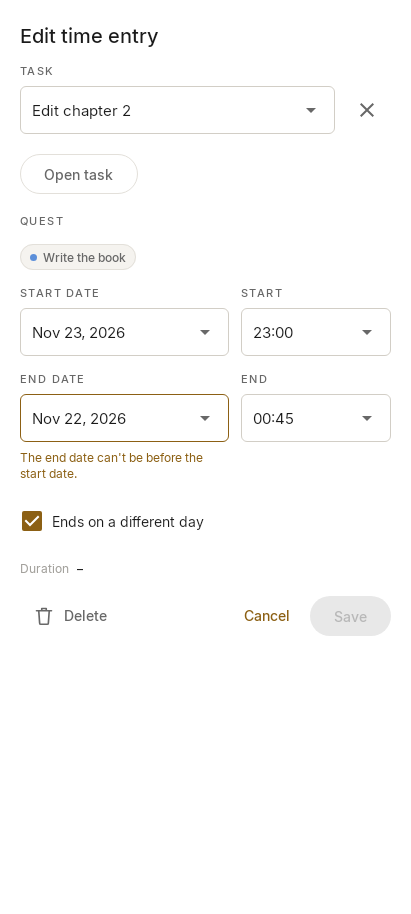 Edit time entry
TASK
Edit chapter 2
Open task
QUEST
Write the book
START DATE
START
Nov 23, 2026
23:00
END DATE
END
Nov 22, 2026
00:45
The end date can't be before the
start date.
Ends on a different day
Duration –
Delete
Cancel
Save